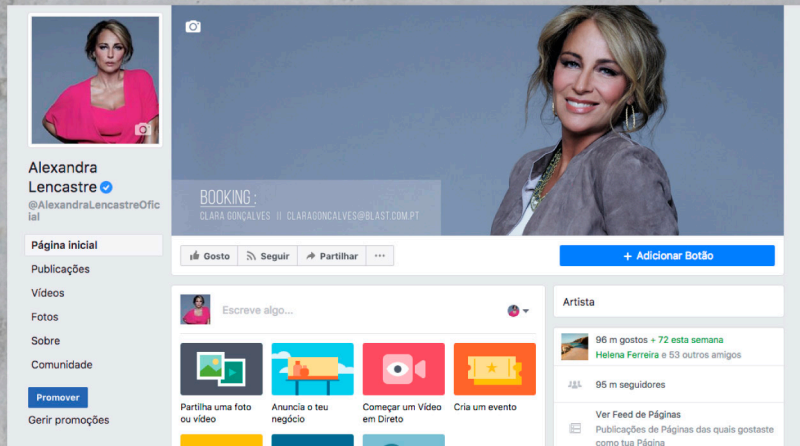 BOOKING :
CLARA GONÇALVES || CLARAGONCALVES@BLAST.COM.PT
Alexandra
Lencastre
@AlexandraLencastreOfic
ial
Página inicial
Publicações
Vídeos
Fotos
Sobre
Comunidade
Promover
Gerir promoções
Gosto
Seguir
Partilhar
+ Adicionar Botão
Escreve algo...
Partilha uma foto
ou vídeo
Anuncia o teu
negócio
Começar um Vídeo
em Direto
Cria um evento
Artista
96 m gostos + 72 esta semana
Helena Ferreira e 53 outros amigos
95 m seguidores
Ver Feed de Páginas
Publicações de Páginas das quais gostaste
como tua Página